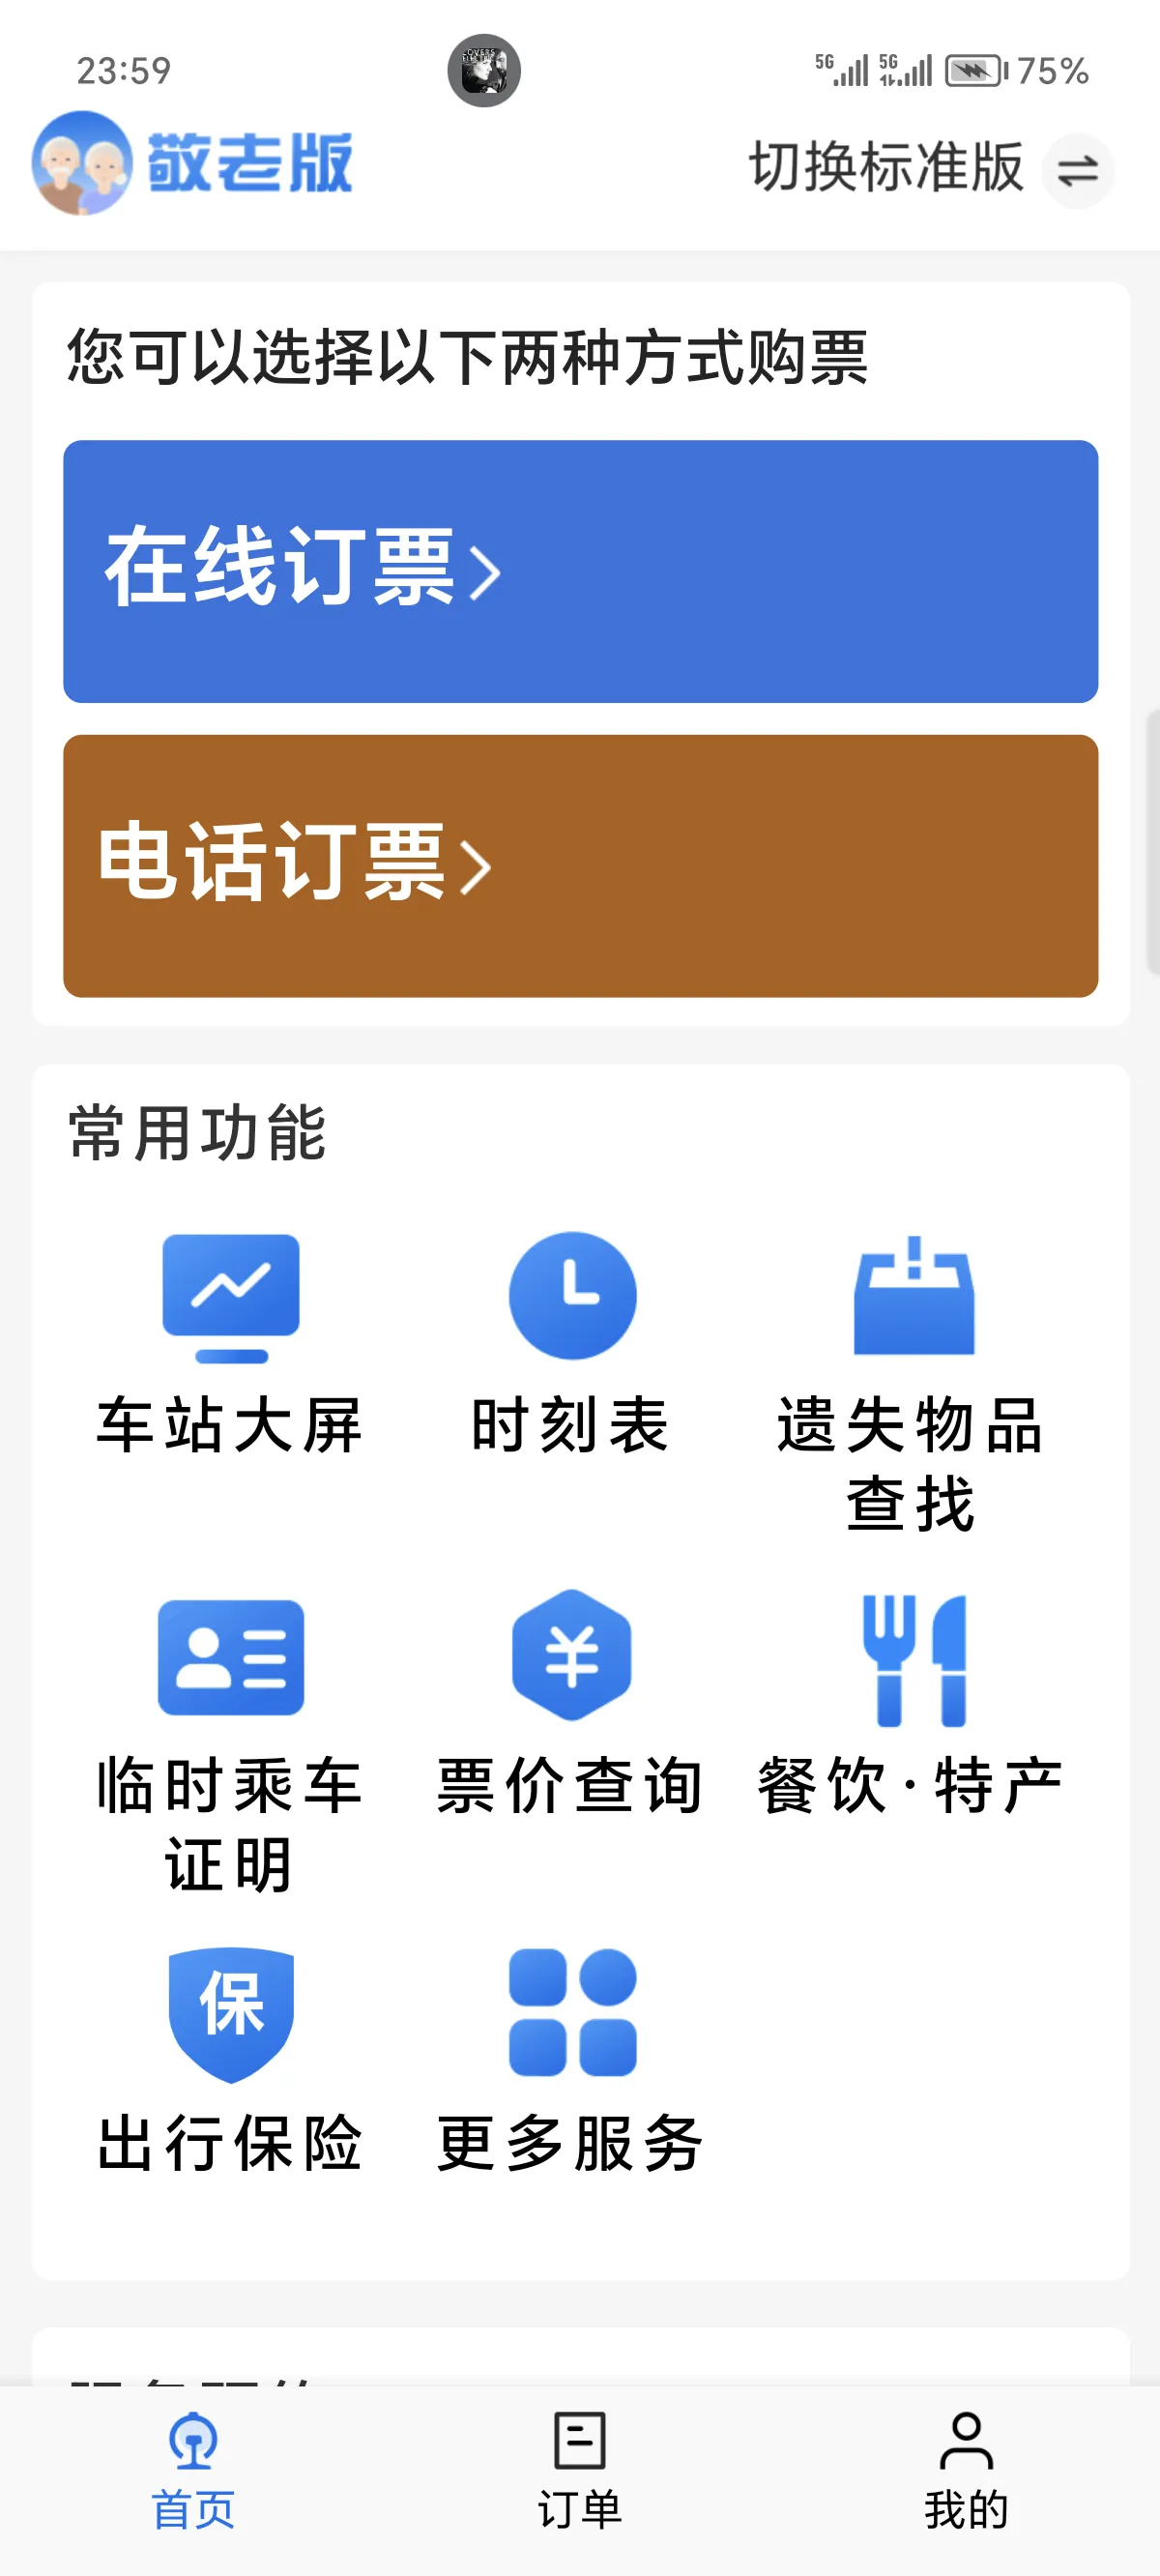 23:59
LOVERS
5G 5G 75%
敬老版
切换标准版
您可以选择以下两种方式购票
在线订票
电话订票
常用功能
车站大屏
时刻表
遗失物品
查找
临时乘车
证明
票价查询
餐饮·特产
保
出行保险
更多服务
首页
订单
我的